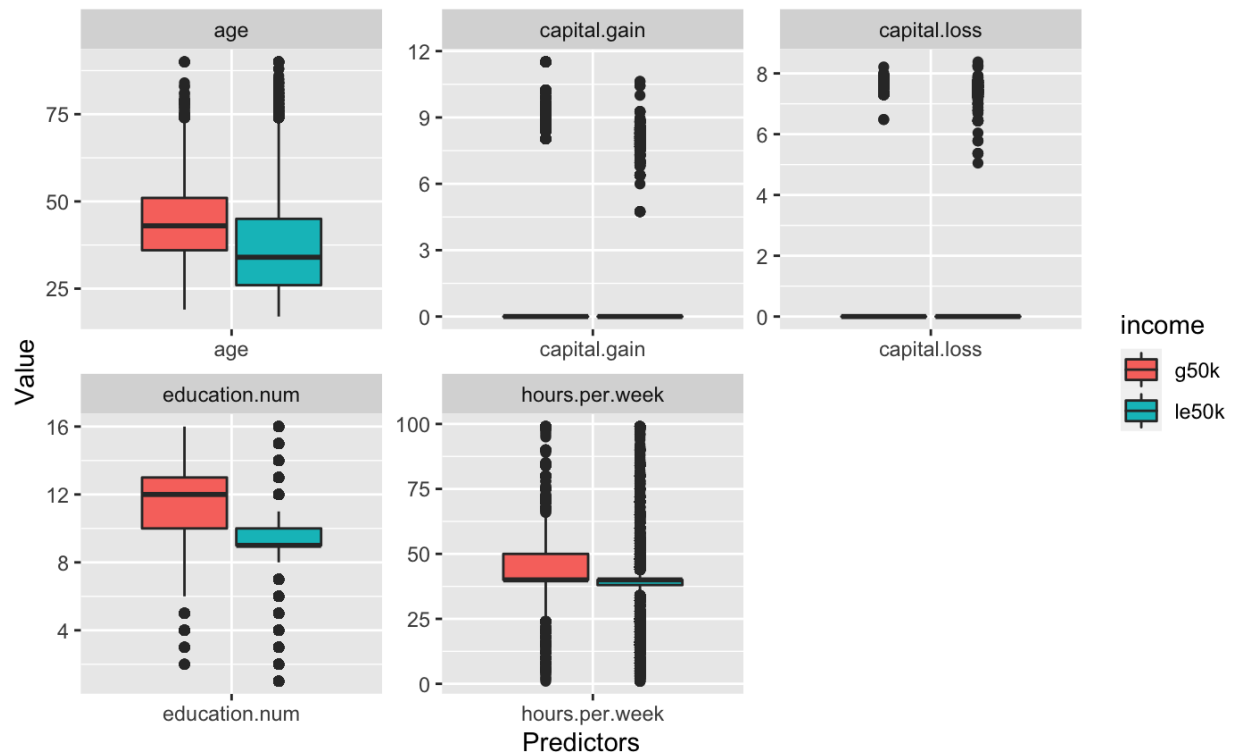 age
capital.gain
capital.loss
75
50
25
12
9
6
3
0
8
6
4
2
0
age
capital.gain
capital.loss
Value
education.num
hours.per.week
16
12
8
4
100
75
50
25
0
education.num
hours.per.week
Predictors
income
g50k
le50k